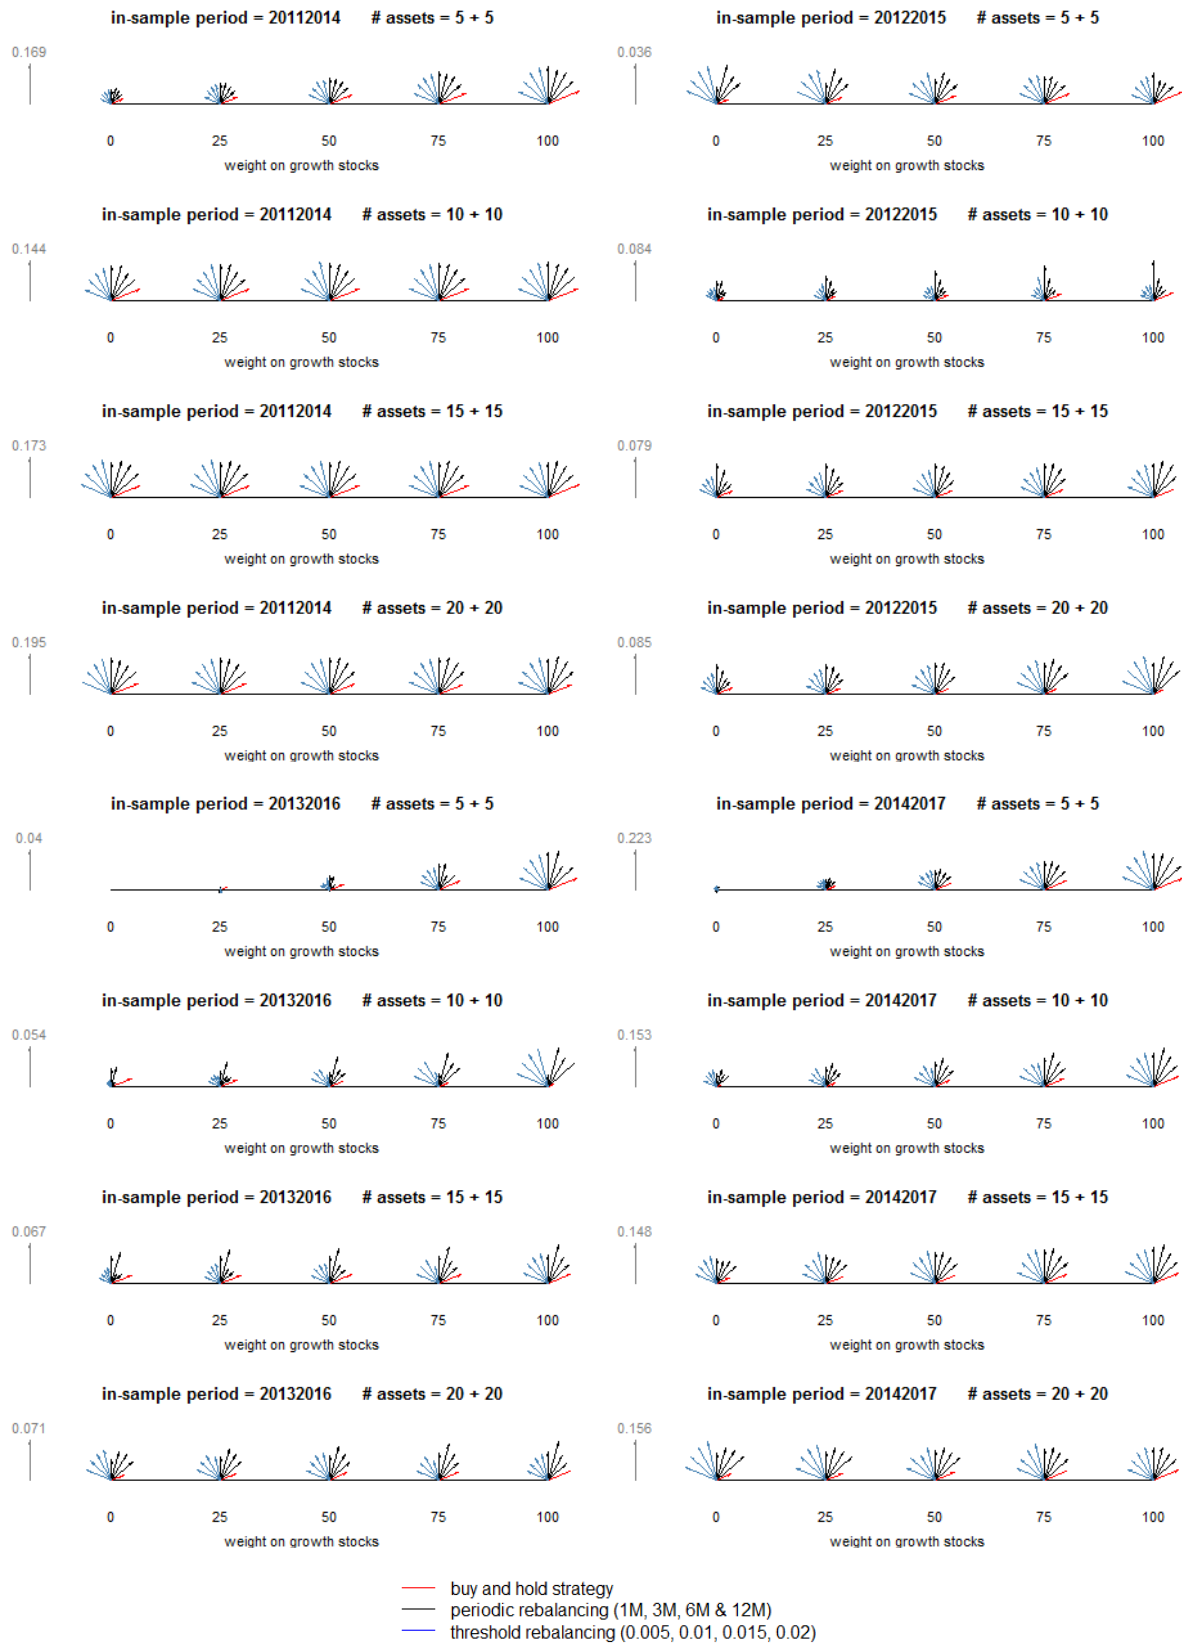 in-sample period = 20112014 # assets = 5 + 5
0.169
0 25 50 75 100
weight on growth stocks
in-sample period = 20122015 # assets = 5 + 5
0.036
0 25 50 75 100
weight on growth stocks
in-sample period = 20112014 # assets = 10 + 10
0.144
0 25 50 75 100
weight on growth stocks
in-sample period = 20122015 # assets = 10 + 10
0.084
0 25 50 75 100
weight on growth stocks
in-sample period = 20112014 # assets = 15 + 15
0.173
0 25 50 75 100
weight on growth stocks
in-sample period = 20122015 # assets = 15 + 15
0.079
0 25 50 75 100
weight on growth stocks
in-sample period = 20112014 # assets = 20 + 20
0.195
0 25 50 75 100
weight on growth stocks
in-sample period = 20122015 # assets = 20 + 20
0.085
0 25 50 75 100
weight on growth stocks
in-sample period = 20132016 # assets = 5 + 5
0.04
0 25 50 75 100
weight on growth stocks
in-sample period = 20142017 # assets = 5 + 5
0.223
0 25 50 75 100
weight on growth stocks
in-sample period = 20132016 # assets = 10 + 10
0.054
0 25 50 75 100
weight on growth stocks
in-sample period = 20142017 # assets = 10 + 10
0.153
0 25 50 75 100
weight on growth stocks
in-sample period = 20132016 # assets = 15 + 15
0.067
0 25 50 75 100
weight on growth stocks
in-sample period = 20142017 # assets = 15 + 15
0.148
0 25 50 75 100
weight on growth stocks
in-sample period = 20132016 # assets = 20 + 20
0.071
0 25 50 75 100
weight on growth stocks
in-sample period = 20142017 # assets = 20 + 20
0.156
0 25 50 75 100
weight on growth stocks
buy and hold strategy
periodic rebalancing (1M, 3M, 6M & 12M)
threshold rebalancing (0.005, 0.01, 0.015, 0.02)